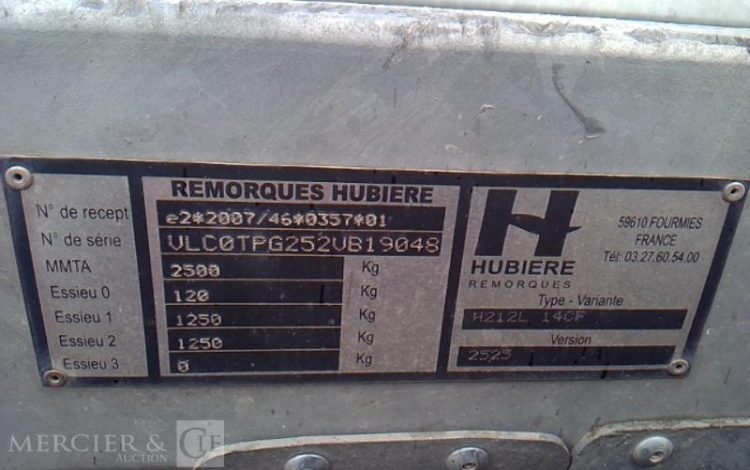 REMORQUES HUBIERE
N° de recept e2*2007/46*0357*01
N° de série VLC0TPG252VB19048
MMTA 2500 Kg
Essieu 0 120 Kg
Essieu 1 1250 Kg
Essieu 2 1250 Kg
Essieu 3 0 Kg
H
HUBIERE
REMORQUES
59610 FOURMIES
FRANCE
Tél: 03.27.60.54.00
Type - Variante
H212L 14CF
Version
2525
MERCIER & CIE
AUCTION